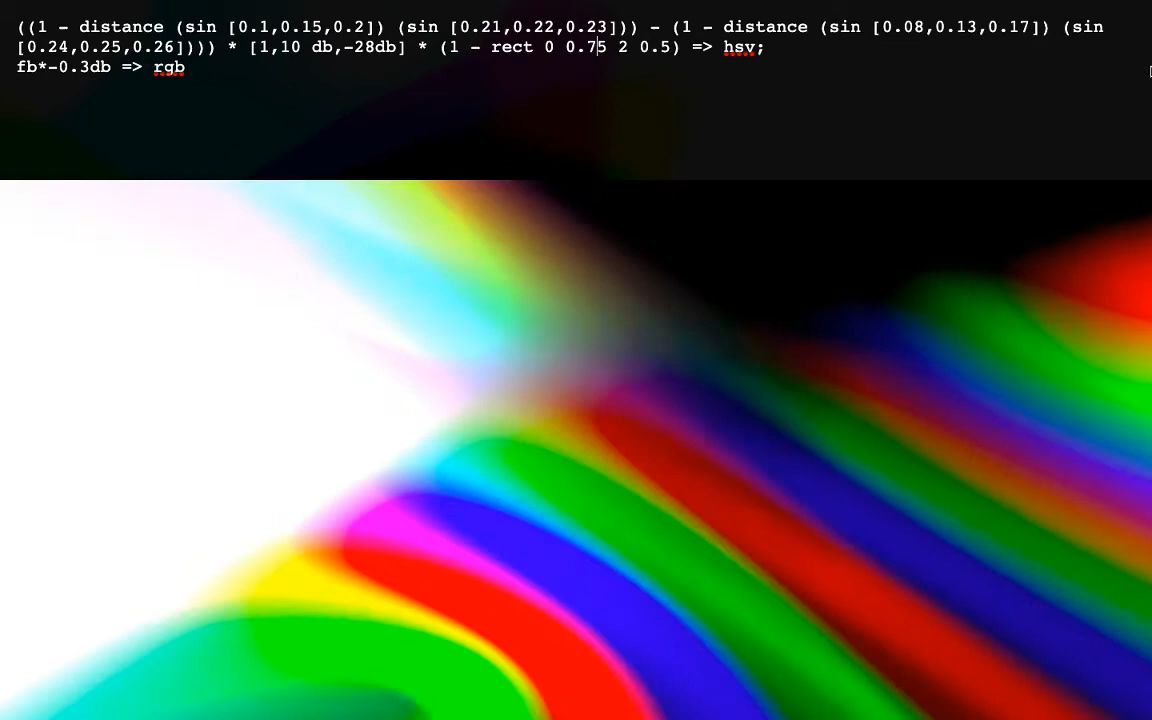 ((1 - distance (sin [0.1,0.15,0.2]) (sin [0.21,0.22,0.23])) - (1 - distance (sin [0.08,0.13,0.17]) (sin
[0.24,0.25,0.26]))) * [1,10 db,-28db] * (1 - rect 0 0.75 2 0.5) => hsv;
fb*-0.3db => rgb